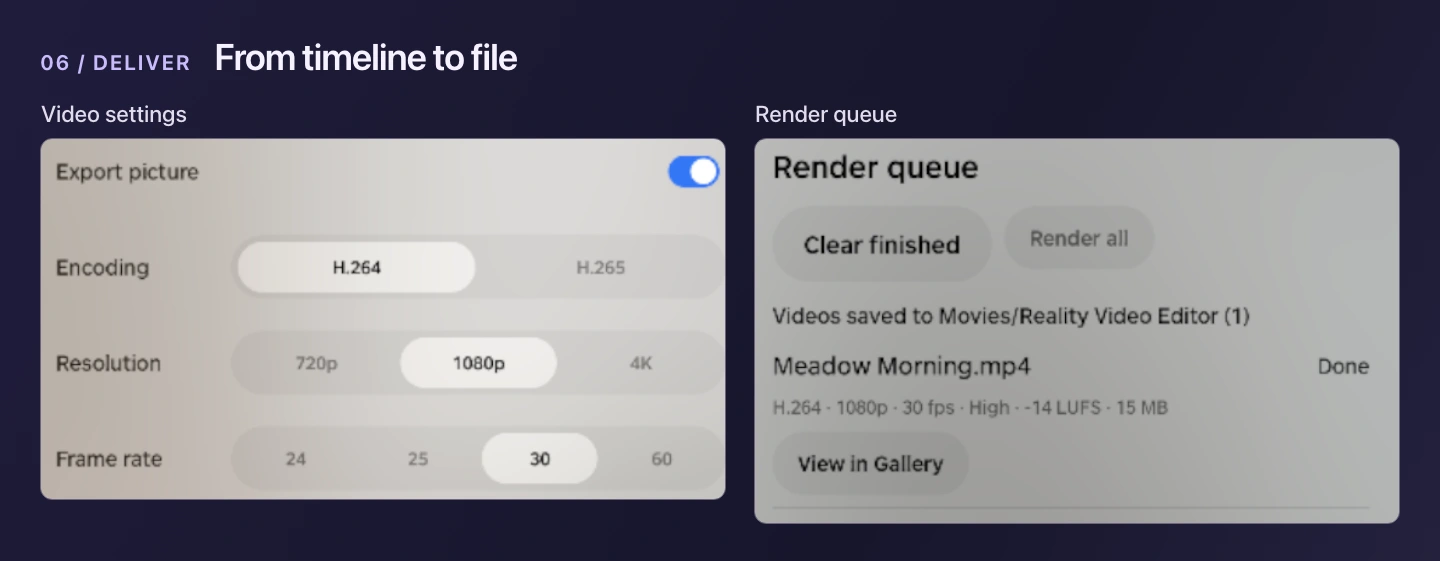 06 / DELIVER From timeline to file
Video settings
Export picture
Encoding H.264 H.265
Resolution 720p 1080p 4K
Frame rate 24 25 30 60
Render queue
Render queue
Clear finished Render all
Videos saved to Movies/Reality Video Editor (1)
Meadow Morning.mp4 Done
H.264 · 1080p · 30 fps · High · -14 LUFS · 15 MB
View in Gallery